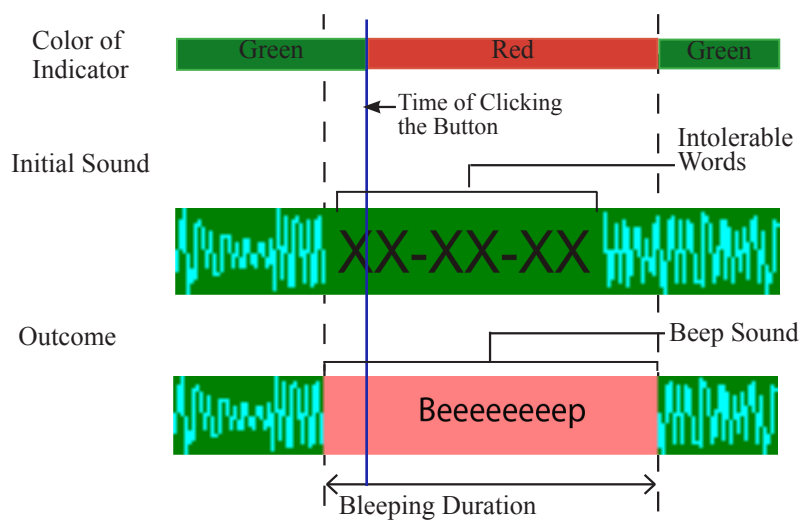 Color of
Indicator
Green
Red
Green
Time of Clicking
the Button
Initial Sound
Intolerable
Words
XX-XX-XX
Outcome
Beep Sound
Beeeeeeeep
Bleeping Duration